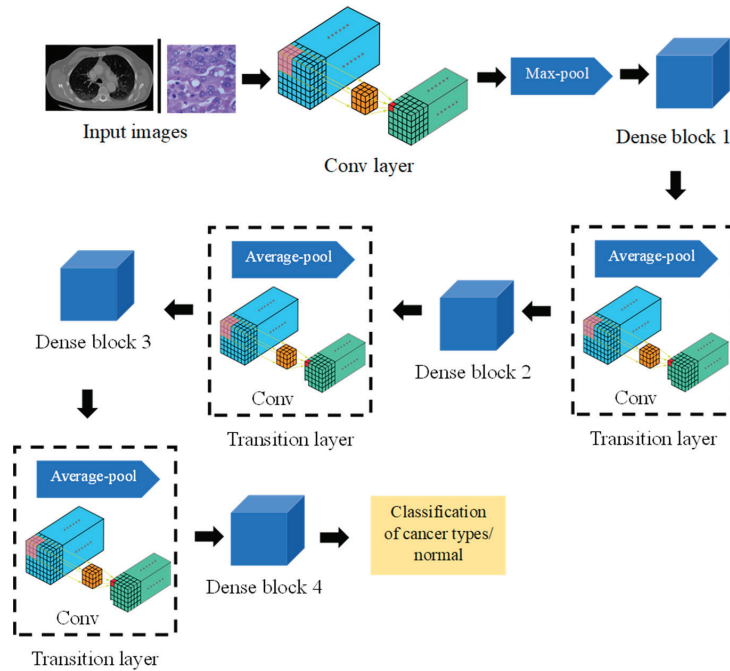 Input images
Conv layer
Max-pool
Dense block 1
Average-pool
Conv
Transition layer
Dense block 2
Average-pool
Conv
Transition layer
Dense block 3
Average-pool
Conv
Transition layer
Dense block 4
Classification
of cancer types/
normal